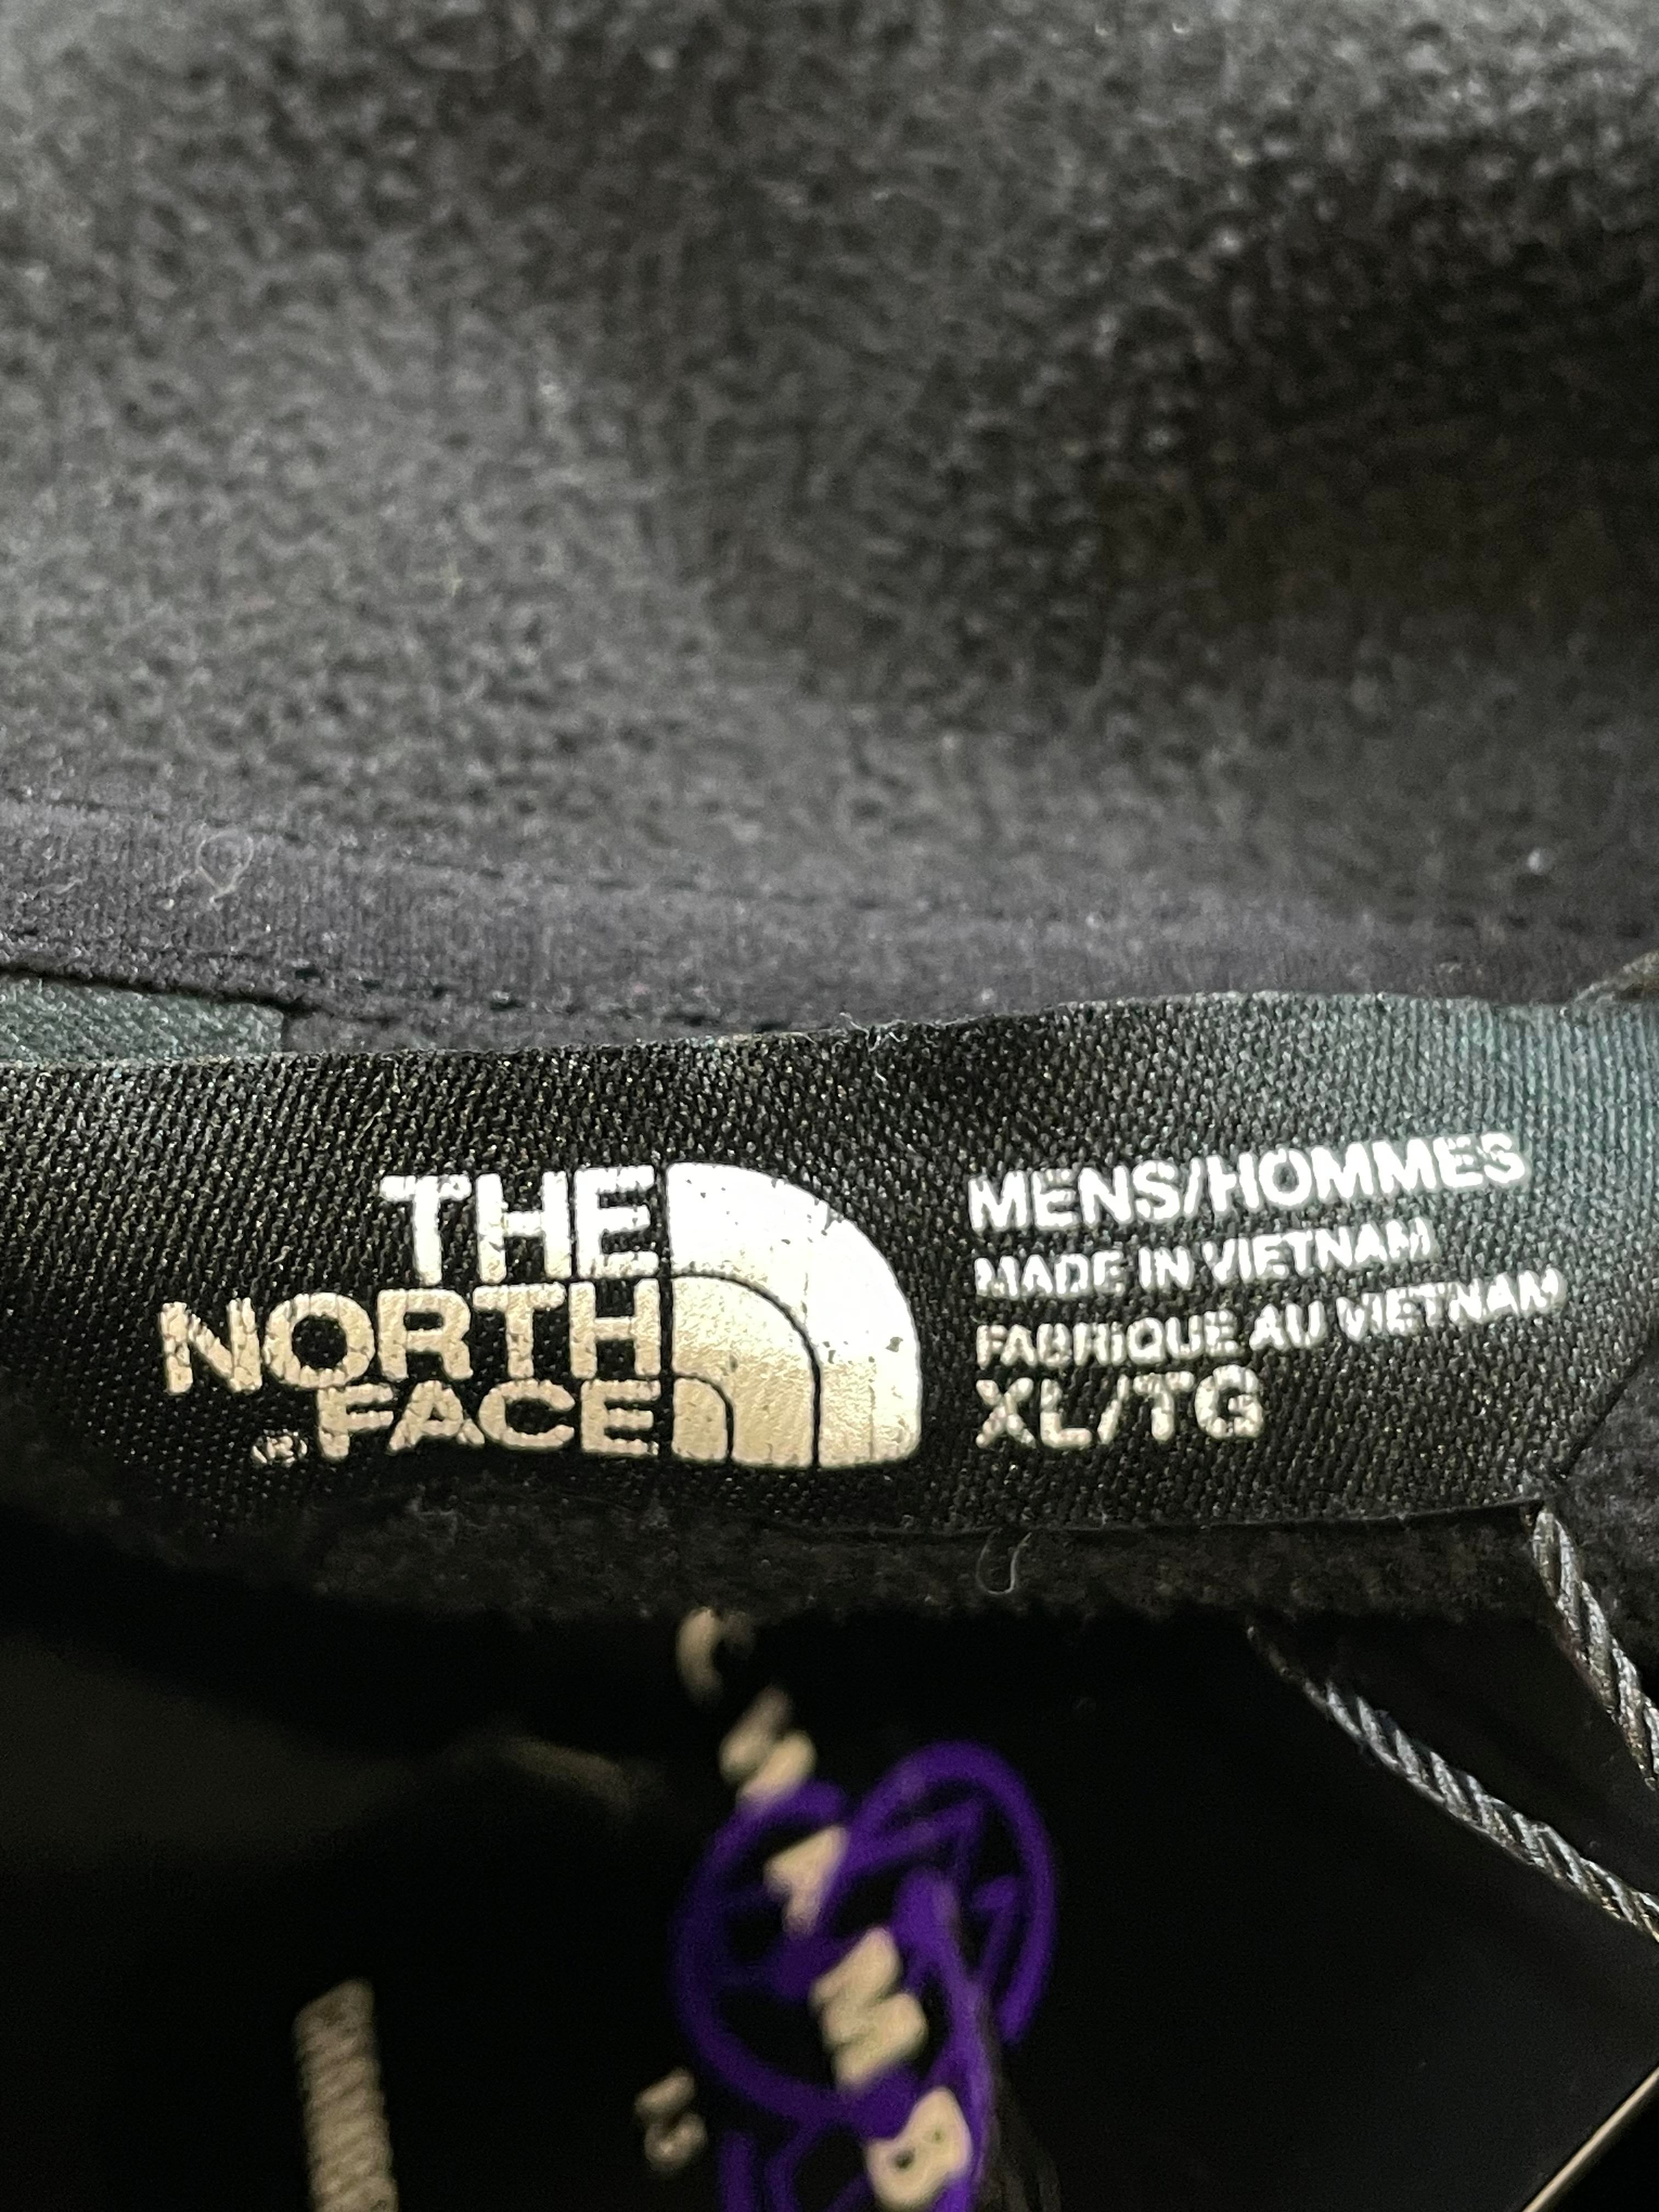 THE
NORTH
FACE
®
MENS/HOMMES
MADE IN VIETNAM
FABRIQUE AU VIETNAM
XL/TG